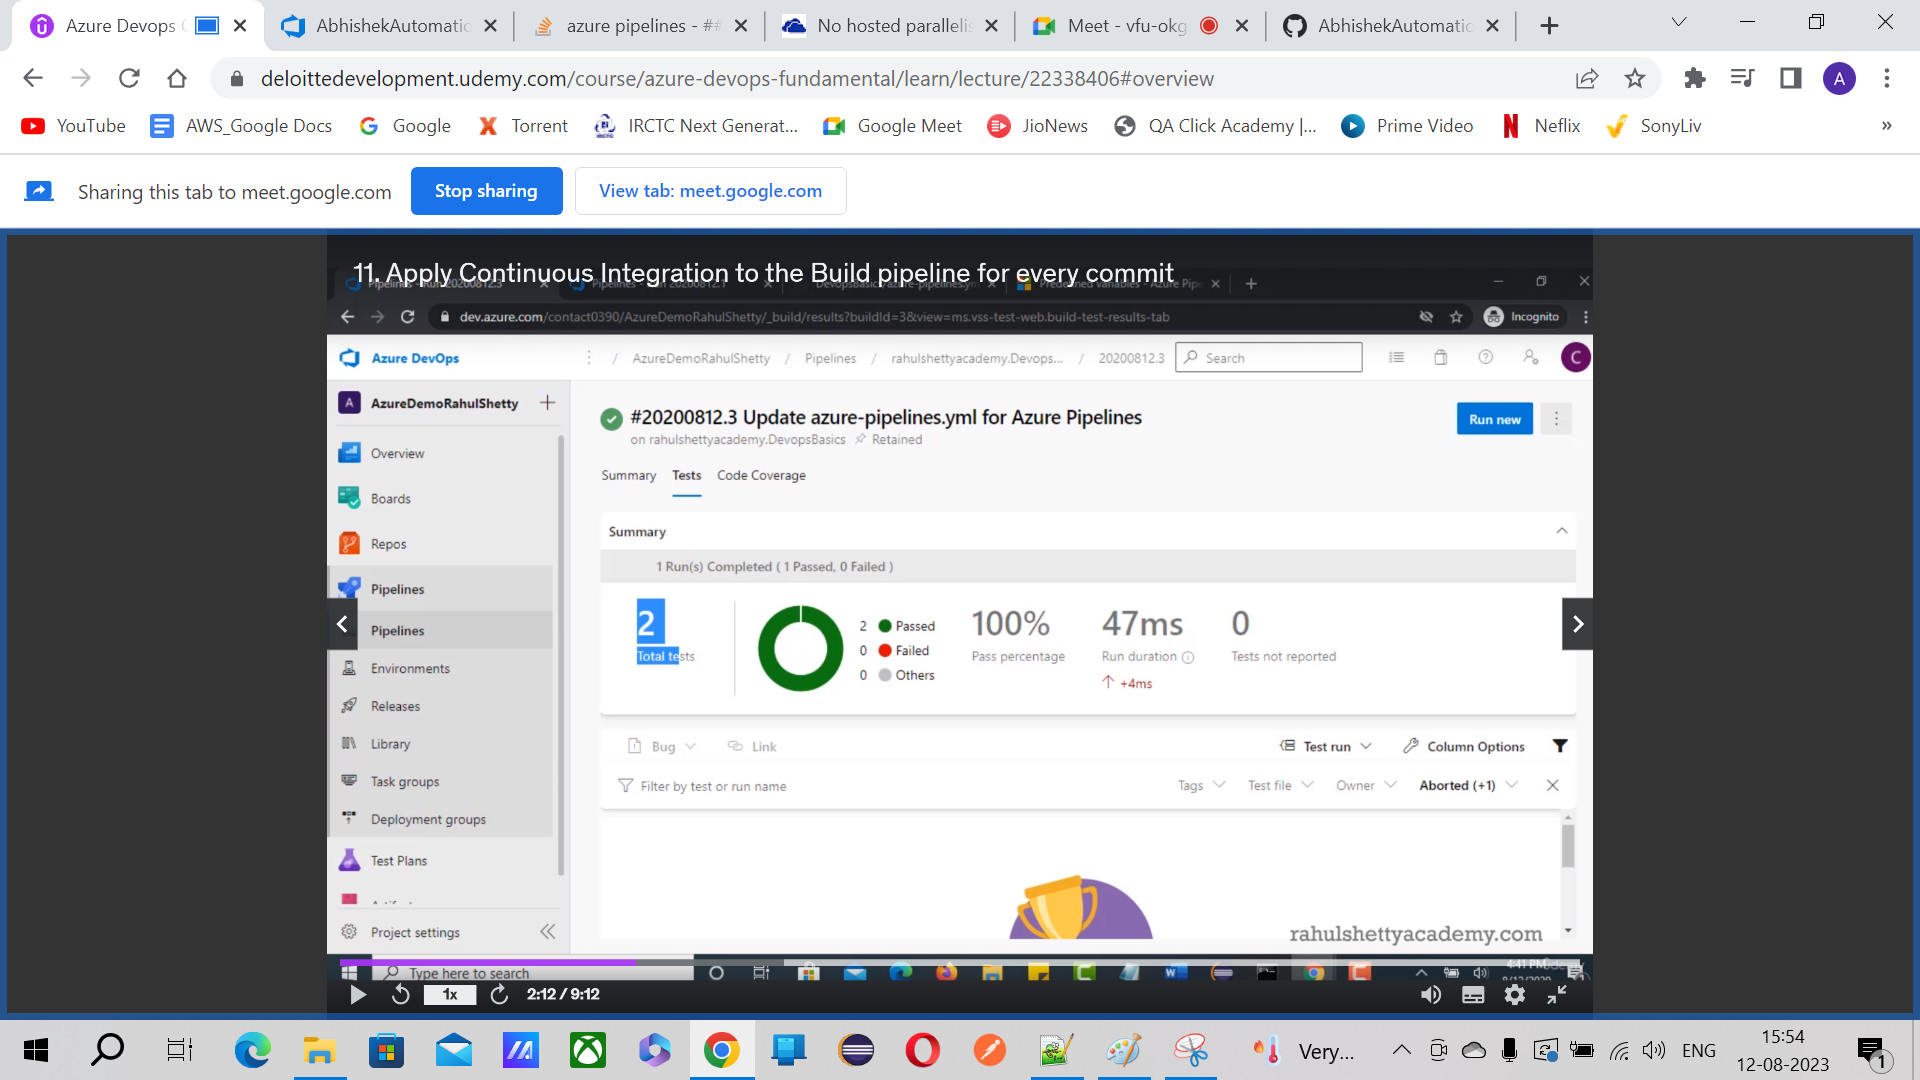 Azure Devops
AbhishekAutomatic
azure pipelines - ##
No hosted parallelis
Meet - vfu-okg
AbhishekAutomatic
deloittedevelopment.udemy.com/course/azure-devops-fundamental/learn/lecture/22338406#overview
A
YouTube
AWS_Google Docs
Google
Torrent
IRCTC Next Generat...
Google Meet
JioNews
QA Click Academy |...
Prime Video
Neflix
SonyLiv
»
Sharing this tab to meet.google.com
Stop sharing
View tab: meet.google.com
11. Apply Continuous Integration to the Build pipeline for every commit
dev.azure.com/contact0390/AzureDemoRahulShetty/_build/results?buildId=3&view=ms.vss-test-web.build-test-results-tab
Incognito
Azure DevOps
/ AzureDemoRahulShetty / Pipelines / rahulshettyacademy.Devops... / 20200812.3
Search
C
A AzureDemoRahulShetty
Overview
Boards
Repos
Pipelines
Pipelines
Environments
Releases
Library
Task groups
Deployment groups
Test Plans
Project settings
#20200812.3 Update azure-pipelines.yml for Azure Pipelines
on rahulshettyacademy.DevopsBasics Retained
Run new
Summary Tests Code Coverage
Summary
1 Run(s) Completed ( 1 Passed, 0 Failed )
2
Total tests
2 Passed
0 Failed
0 Others
100%
Pass percentage
47ms
Run duration
+4ms
0
Tests not reported
Bug
Link
Test run
Column Options
Filter by test or run name
Tags
Test file
Owner
Aborted (+1)
rahulshettyacademy.com
Type here to search
4:41 PM
1x
2:12 / 9:12
Very...
ENG
15:54
12-08-2023
1